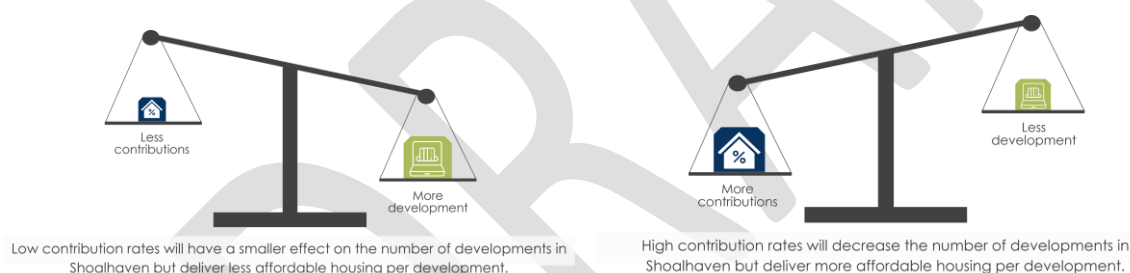 Less
contributions
More
development
Low contribution rates will have a smaller effect on the number of developments in
Shoalhaven but deliver less affordable housing per development.
%
%
More
contributions
Less
development
High contribution rates will decrease the number of developments in
Shoalhaven but deliver more affordable housing per development.